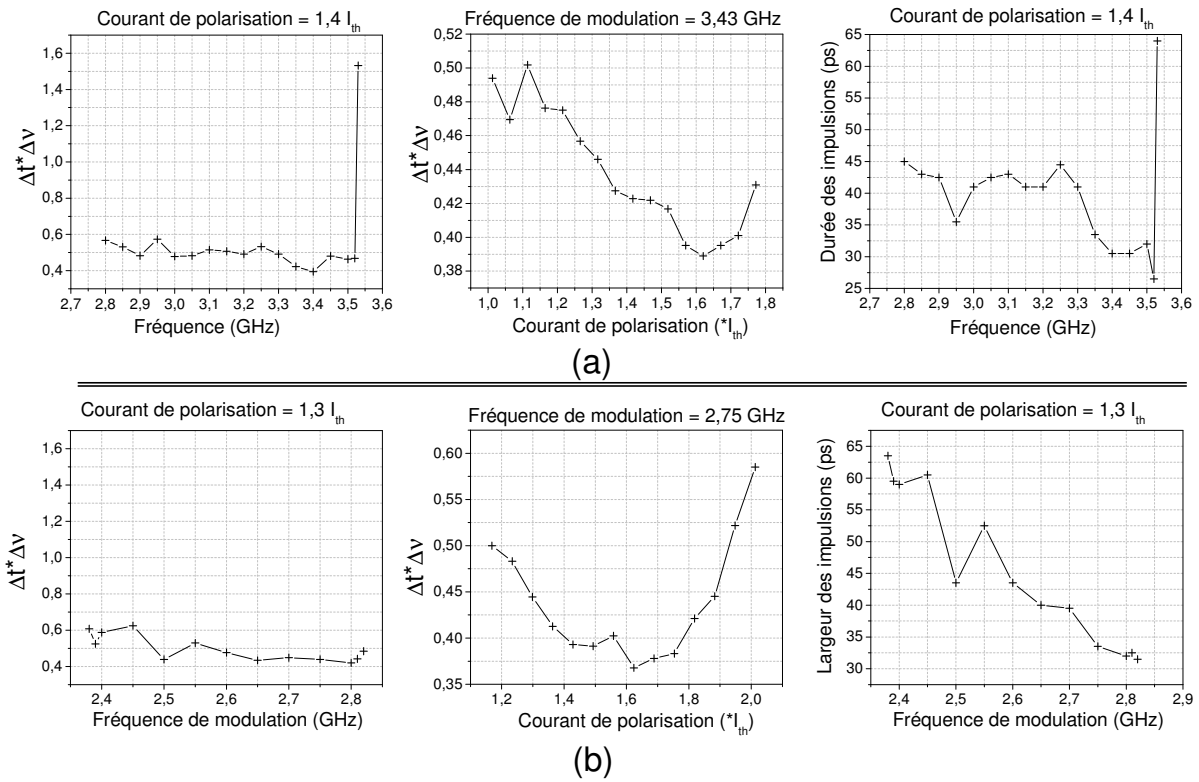 Courant de polarisation = 1,4 Ith
1,6
1,4
1,2
1,0
0,8
0,6
0,4
Δt*Δν
2,7 2,8 2,9 3,0 3,1 3,2 3,3 3,4 3,5 3,6
Fréquence (GHz)
Fréquence de modulation = 3,43 GHz
0,52
0,50
0,48
0,46
0,44
0,42
0,40
0,38
Δt*Δν
1,0 1,1 1,2 1,3 1,4 1,5 1,6 1,7 1,8
Courant de polarisation (*Ith)
Courant de polarisation = 1,4 Ith
65
60
55
50
45
40
35
30
25
Durée des impulsions (ps)
2,7 2,8 2,9 3,0 3,1 3,2 3,3 3,4 3,5 3,6
Fréquence (GHz)
(a)
Courant de polarisation = 1,3 Ith
1,6
1,4
1,2
1,0
0,8
0,6
0,4
Δt*Δν
2,4 2,5 2,6 2,7 2,8
Fréquence de modulation (GHz)
Fréquence de modulation = 2,75 GHz
0,60
0,55
0,50
0,45
0,40
0,35
Δt*Δν
1,2 1,4 1,6 1,8 2,0
Courant de polarisation (*Ith)
Courant de polarisation = 1,3 Ith
65
60
55
50
45
40
35
30
Largeur des impulsions (ps)
2,4 2,5 2,6 2,7 2,8 2,9
Fréquence de modulation (GHz)
(b)